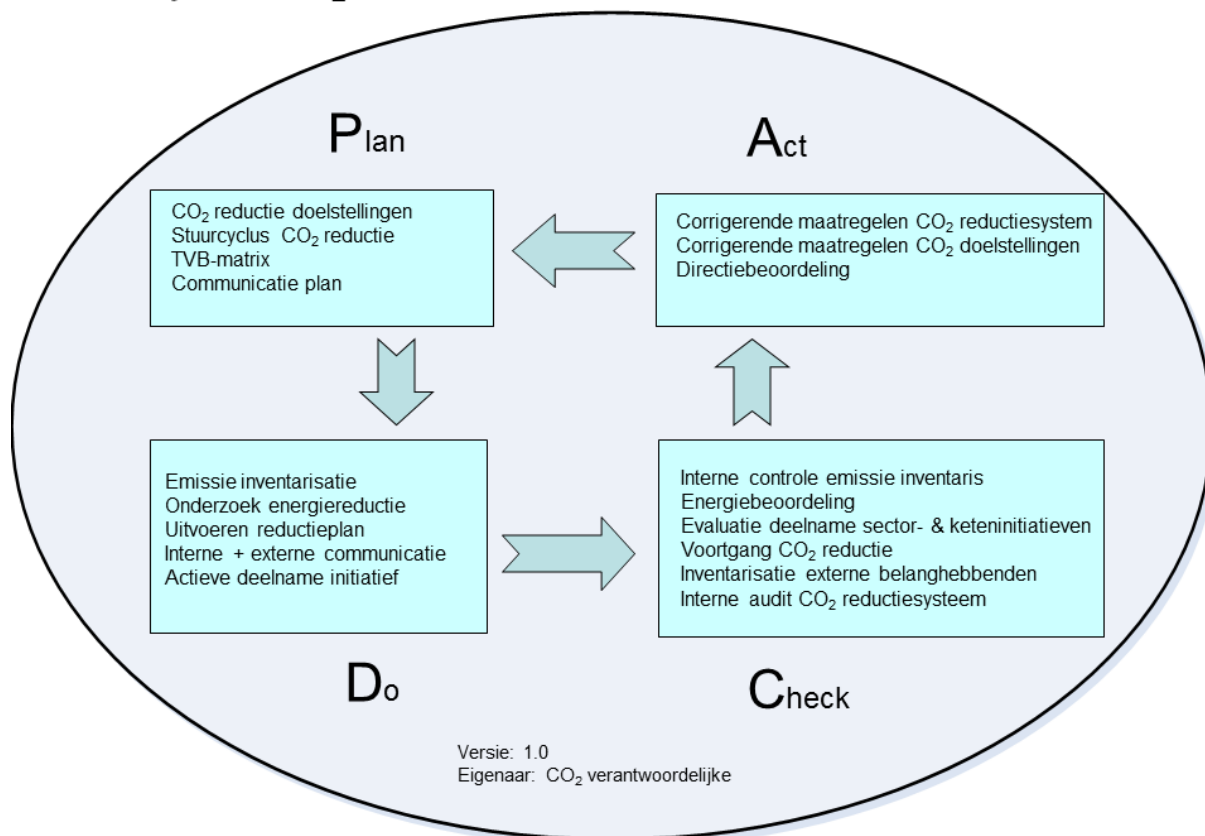 Plan
CO₂ reductie doelstellingen
Stuurcyclus CO₂ reductie
TVB-matrix
Communicatie plan
Act
Corrigerende maatregelen CO₂ reductiesystem
Corrigerende maatregelen CO₂ doelstellingen
Directiebeoordeling
Emissie inventarisatie
Onderzoek energiereductie
Uitvoeren reductieplan
Interne + externe communicatie
Actieve deelname initiatief
Do
Interne controle emissie inventaris
Energiebeoordeling
Evaluatie deelname sector- & keteninitiatieven
Voortgang CO₂ reductie
Inventarisatie externe belanghebbenden
Interne audit CO₂ reductiesysteem
Check
Versie: 1.0
Eigenaar: CO₂ verantwoordelijke